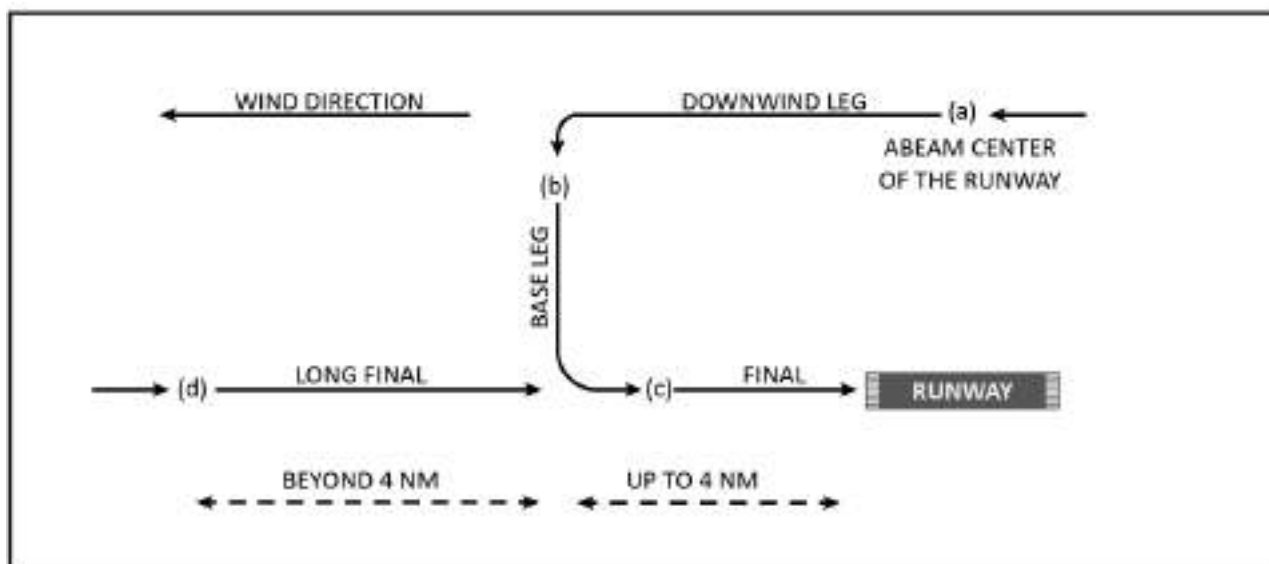 WIND DIRECTION
DOWNWIND LEG
(a)
ABEAM CENTER
OF THE RUNWAY
(b)
BASE LEG
(d)
LONG FINAL
(c)
FINAL
RUNWAY
BEYOND 4 NM
UP TO 4 NM